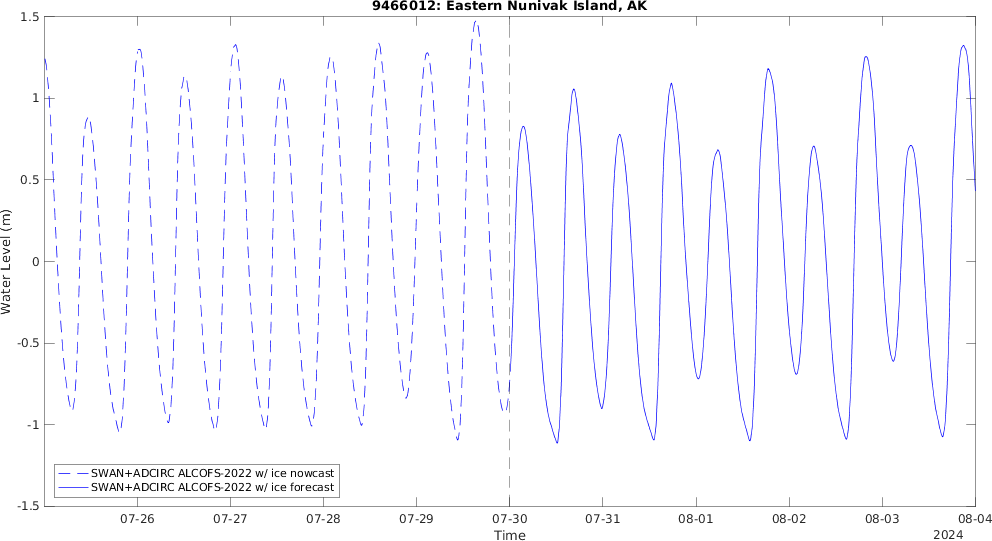 9466012: Eastern Nunivak Island, AK
1.5
1
0.5
0
-0.5
-1
-1.5
Water Level (m)
SWAN+ADCIRC ALCOFS-2022 w/ ice nowcast
SWAN+ADCIRC ALCOFS-2022 w/ ice forecast
07-26 07-27 07-28 07-29 07-30 07-31 08-01 08-02 08-03 08-04
Time
2024